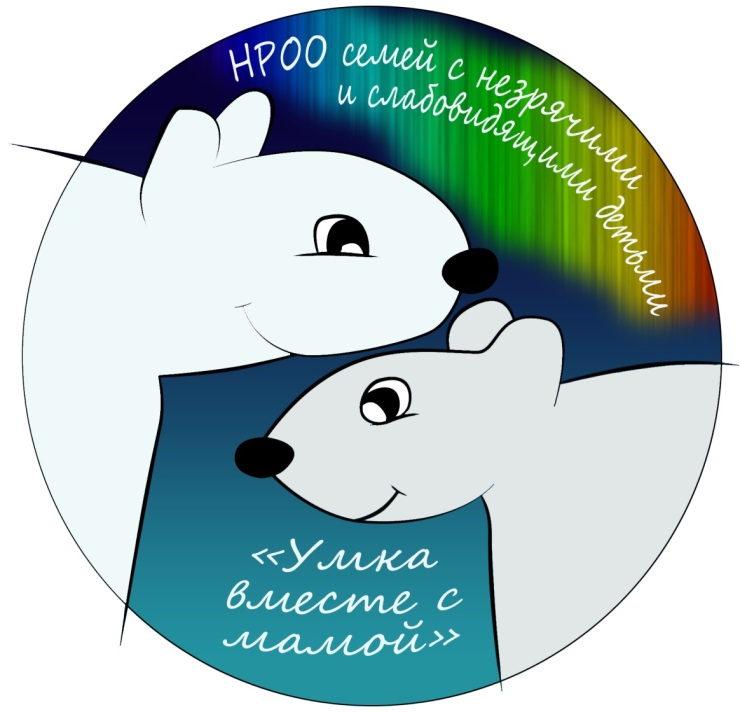 НРОО семей с незрячими
и слабовидящими детьми
«Умка
вместе с
мамой»